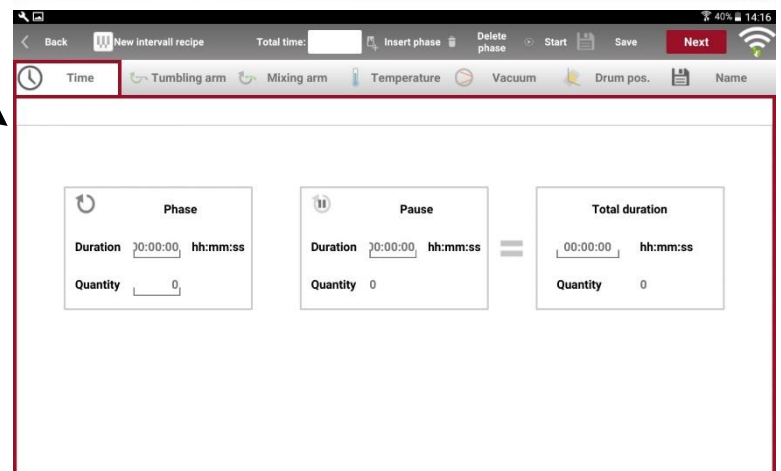 40% 14:16
Back New intervall recipe Total time: Insert phase Delete phase Start Save Next
Time Tumbling arm Mixing arm Temperature Vacuum Drum pos. Name
Phase Pause Total duration
Duration 00:00:00 hh:mm:ss Duration 00:00:00 hh:mm:ss = 00:00:00 hh:mm:ss
Quantity 0 Quantity 0 Quantity 0